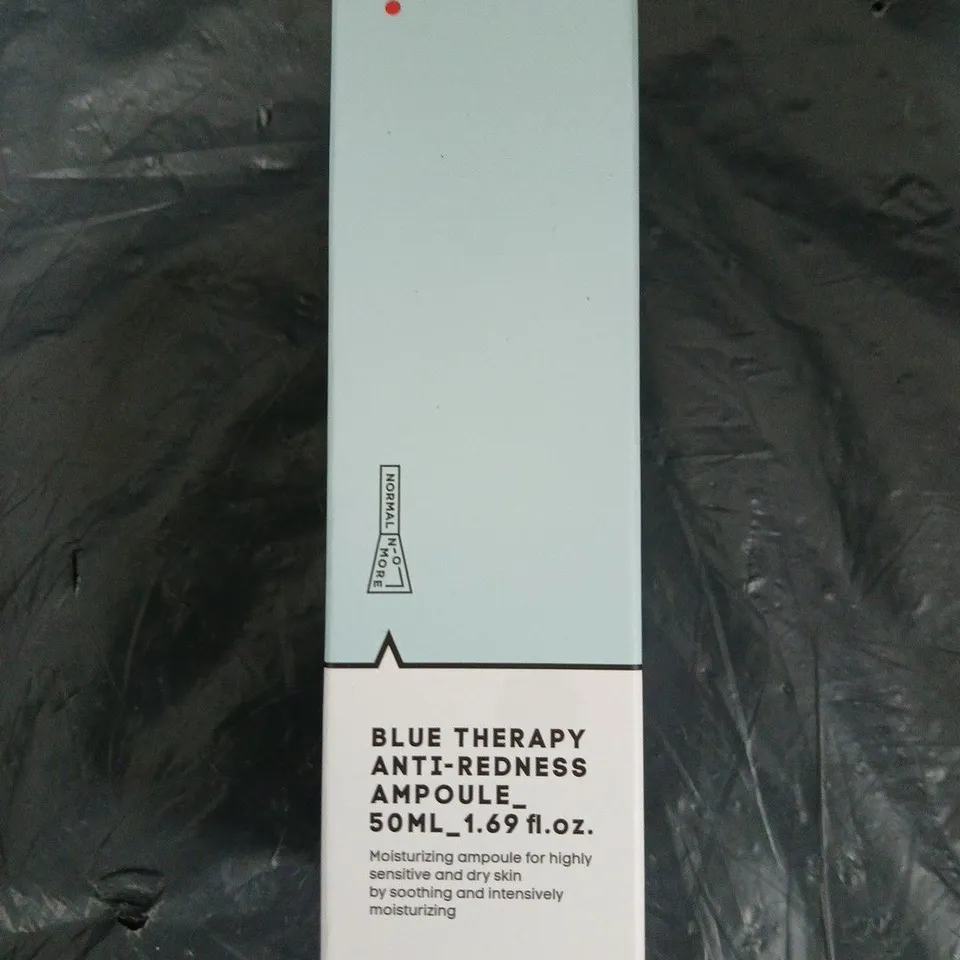 NORMAL
NO
MORE
BLUE THERAPY
ANTI-REDNESS
AMPOULE_
50ML_1.69 fl.oz.
Moisturizing ampoule for highly
sensitive and dry skin
by soothing and intensively
moisturizing